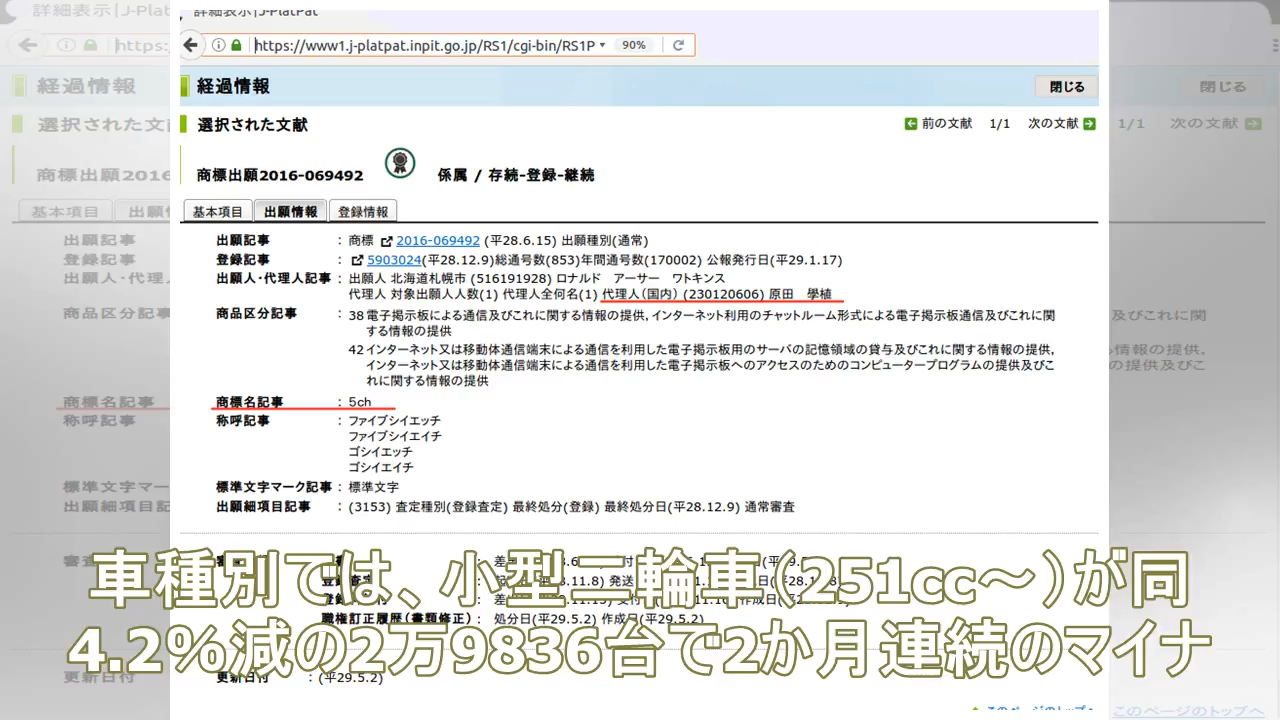 詳細表示|J-PlatPat
https://www1.j-platpat.inpit.go.jp/RS1/cgi-bin/RS1P 90%
経過情報 閉じる
選択された文献 前の文献 1/1 次の文献
商標出願2016-069492 係属 / 存続-登録-継続
基本項目 出願情報 登録情報
出願記事 : 商標 2016-069492 (平28.6.15) 出願種別(通常)
登録記事 : 5903024(平28.12.9)総通号数(853)年間通号数(170002) 公報発行日(平29.1.17)
出願人・代理人記事 : 出願人 北海道札幌市 (516191928) ロナルド アーサー ワトキンス
代理人 対象出願人人数(1) 代理人全何名(1) 代理人(国内) (230120606) 原田 學植
商品区分記事 : 38 電子掲示板による通信及びこれに関する情報の提供，インターネット利用のチャットルーム形式による電子掲示板通信及びこれに関
する情報の提供
42 インターネット又は移動体通信端末による通信を利用した電子掲示板用のサーバの記憶領域の貸与及びこれに関する情報の提供，
インターネット又は移動体通信端末による通信を利用した電子掲示板へのアクセスのためのコンピュータープログラムの提供及びこ
れに関する情報の提供
商標名記事 : 5ch
称呼記事 : ファイブシイエッチ
ファイブシイエイチ
ゴシイエッチ
ゴシイエイチ
標準文字マーク記事 : 標準文字
出願細項目記事 : (3153) 査定種別(登録査定) 最終処分(登録) 最終処分日(平28.12.9) 通常審査
車種別では、小型二輪車（251cc〜）が同
職権訂正履歴（書類修正） : 処分日(平29.5.2) 作成日(平29.5.2)
4.2%減の2万9836台で2か月連続のマイナ
更新日付 : (平29.5.2)
このページのトップへ